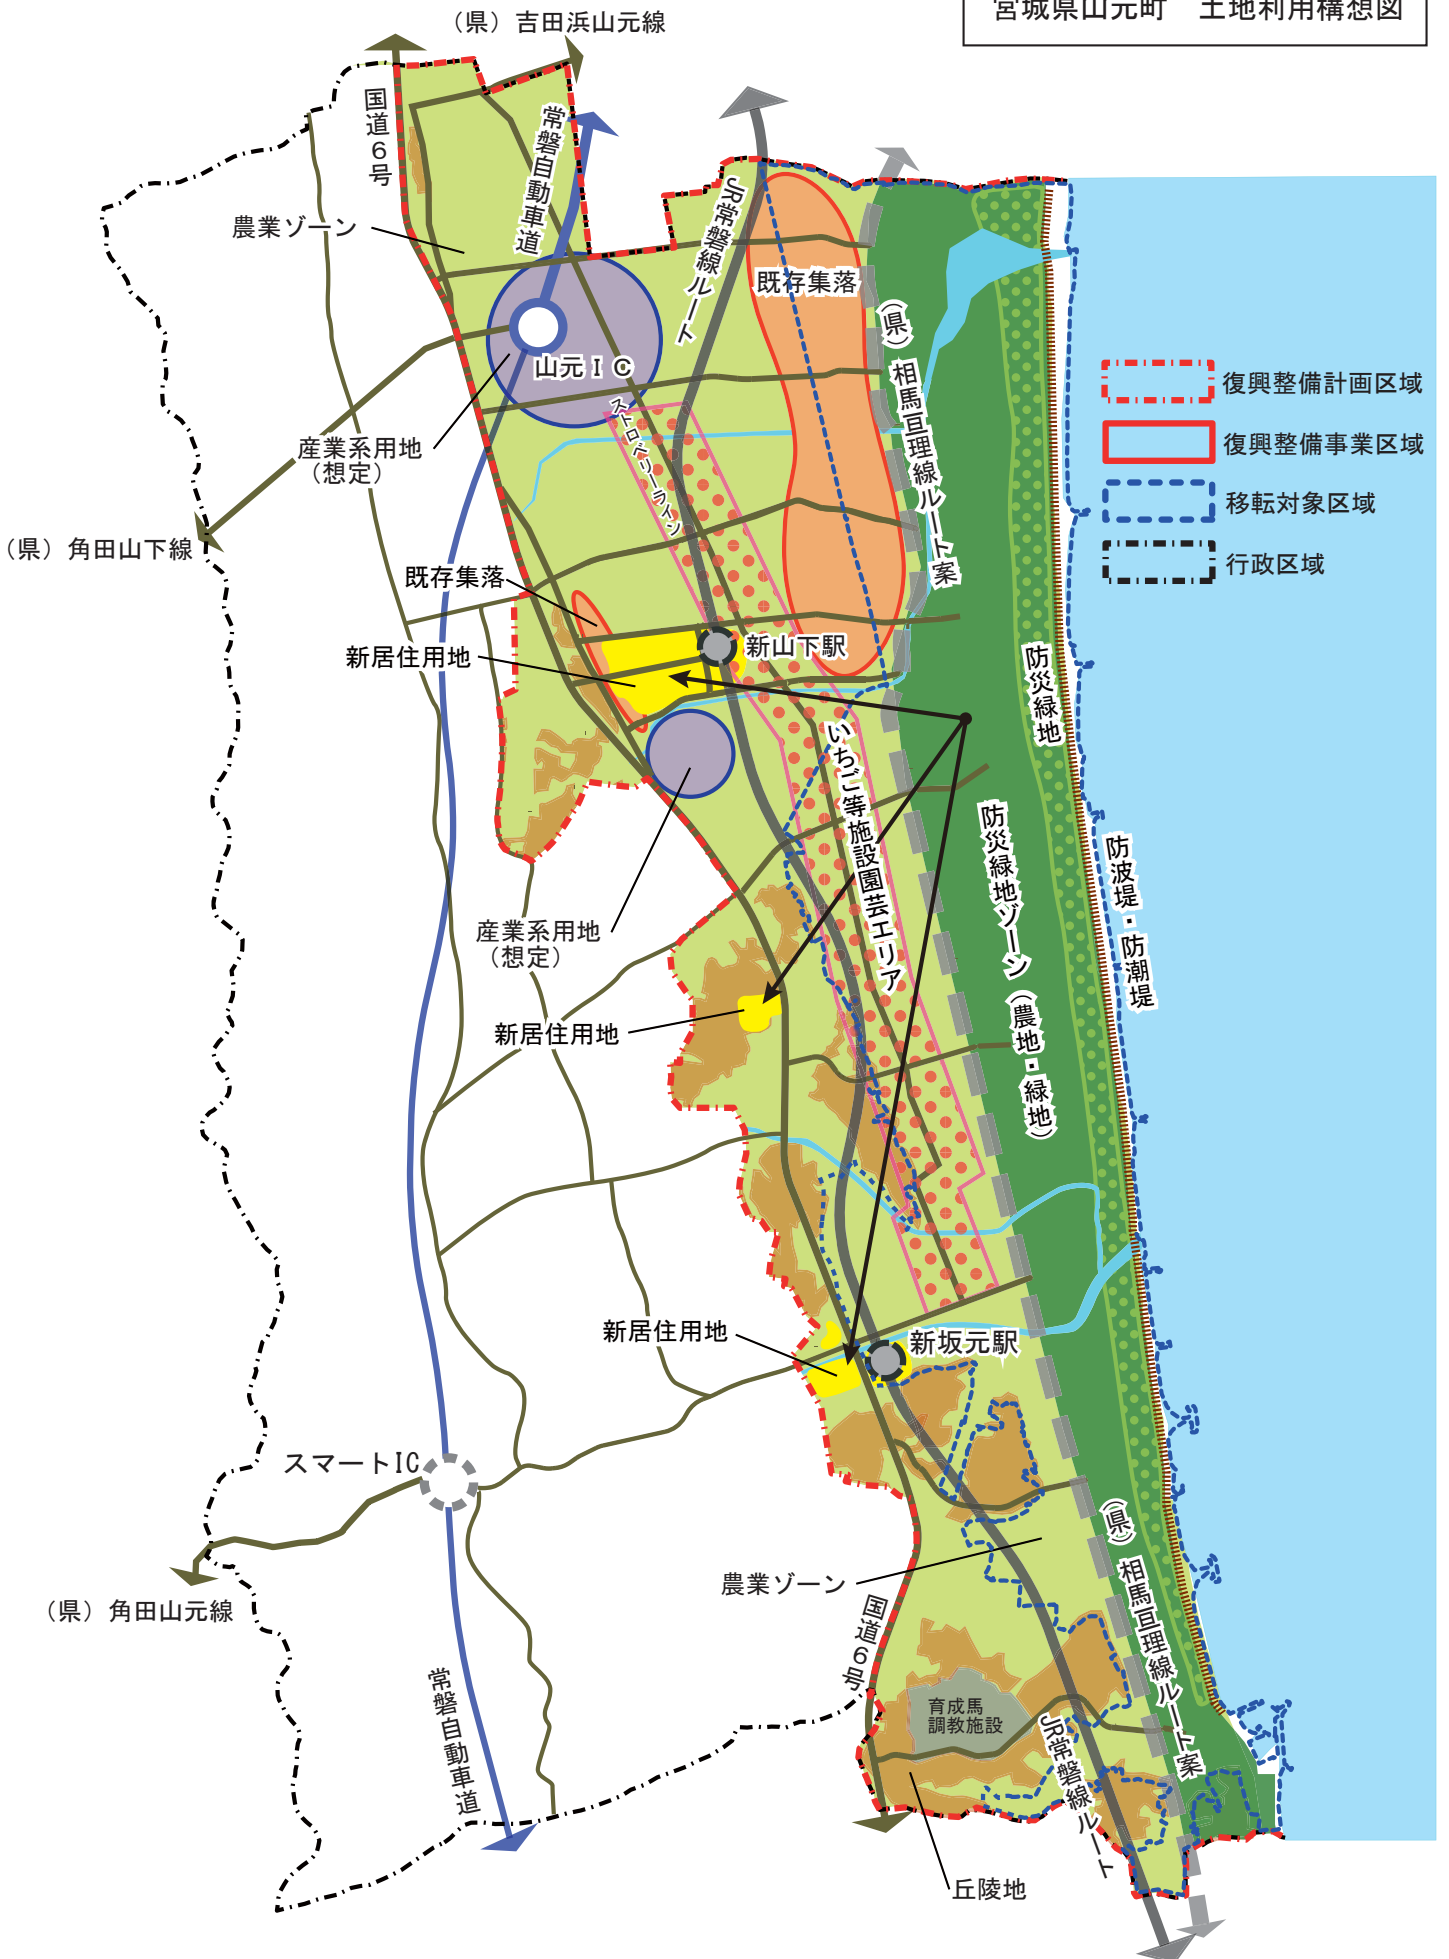 宮城県山元町　土地利用構想図
（県）吉田浜山元線
国道６号
常磐自動車道
JR常磐線ルート
農業ゾーン
既存集落
（県）相馬亘理線ルート案
山元ＩＣ
復興整備計画区域
復興整備事業区域
移転対象区域
行政区域
ストロベリーライン
産業系用地
（想定）
（県）角田山下線
既存集落
新居住用地
新山下駅
防災緑地
いちご等施設園芸エリア
防災緑地ゾーン（農地・緑地）
防波堤・防潮堤
産業系用地
（想定）
新居住用地
新居住用地
新坂元駅
スマートIC
（県）角田山元線
農業ゾーン
国道６号
（県）相馬亘理線ルート案
常磐自動車道
育成馬
調教施設
JR常磐線ルート
丘陵地